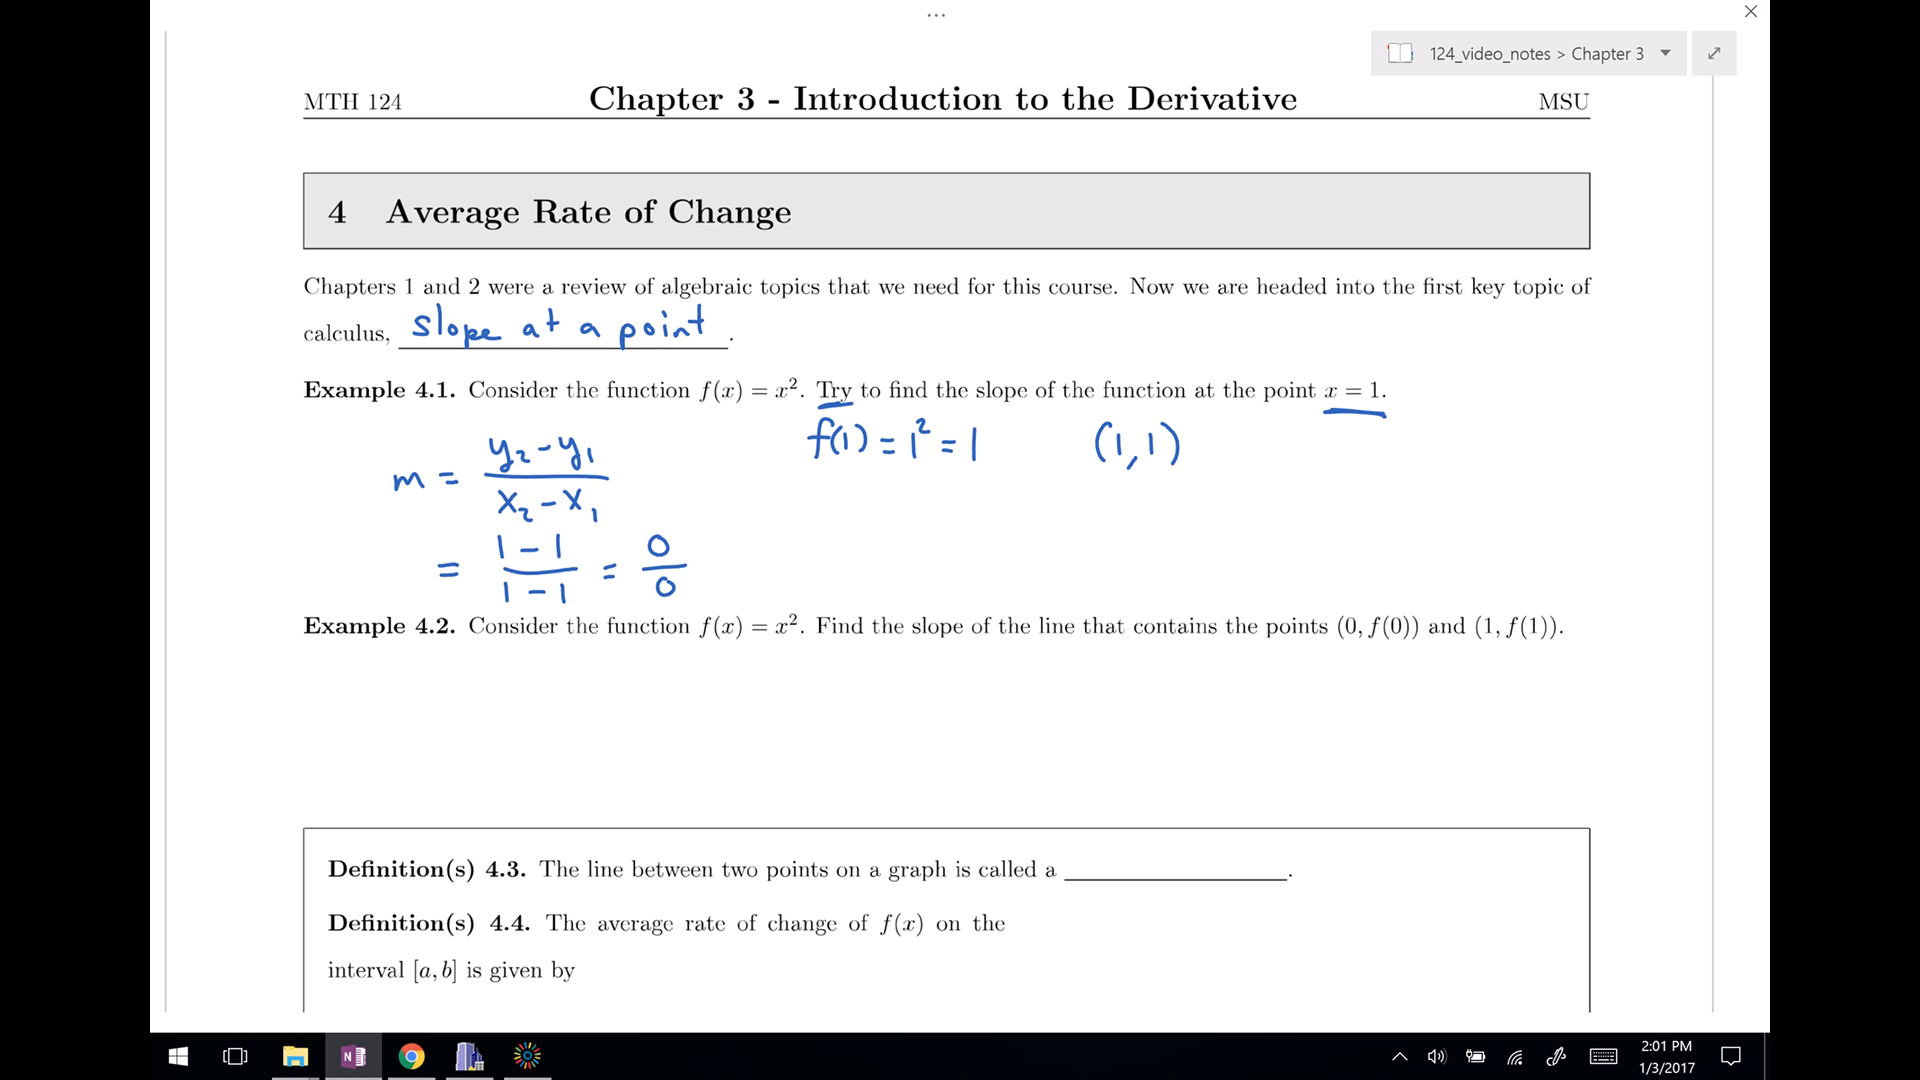 ...
124_video_notes > Chapter 3
MTH 124 Chapter 3 - Introduction to the Derivative MSU
4 Average Rate of Change
Chapters 1 and 2 were a review of algebraic topics that we need for this course. Now we are headed into the first key topic of
calculus, slope at a point.
Example 4.1. Consider the function f(x) = x². Try to find the slope of the function at the point x = 1.
f(1) = 1² = 1 (1,1)
m = (y₂ - y₁)/(x₂ - x₁)
= (1 - 1)/(1 - 1) = 0/0
Example 4.2. Consider the function f(x) = x². Find the slope of the line that contains the points (0, f(0)) and (1, f(1)).
Definition(s) 4.3. The line between two points on a graph is called a ____________________.
Definition(s) 4.4. The average rate of change of f(x) on the
interval [a, b] is given by
2:01 PM
1/3/2017